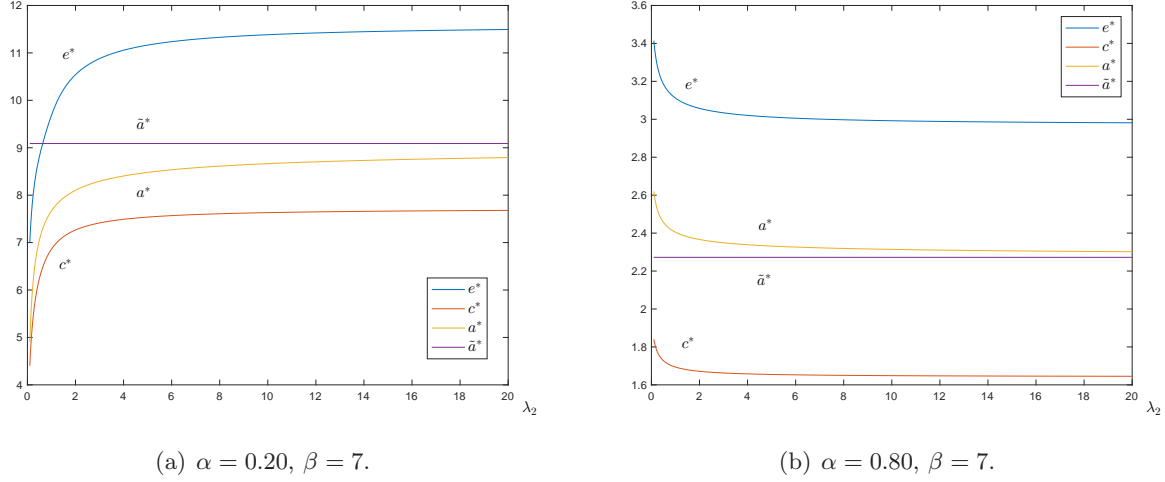 12
11
10
9
8
7
6
5
4
e*
ã*
a*
c*
e*
c*
a*
ã*
0 2 4 6 8 10 12 14 16 18 20
λ₂
(a) α = 0.20, β = 7.
3.6
3.4
3.2
3
2.8
2.6
2.4
2.2
2
1.8
1.6
e*
a*
ã*
c*
e*
c*
a*
ã*
0 2 4 6 8 10 12 14 16 18 20
λ₂
(b) α = 0.80, β = 7.